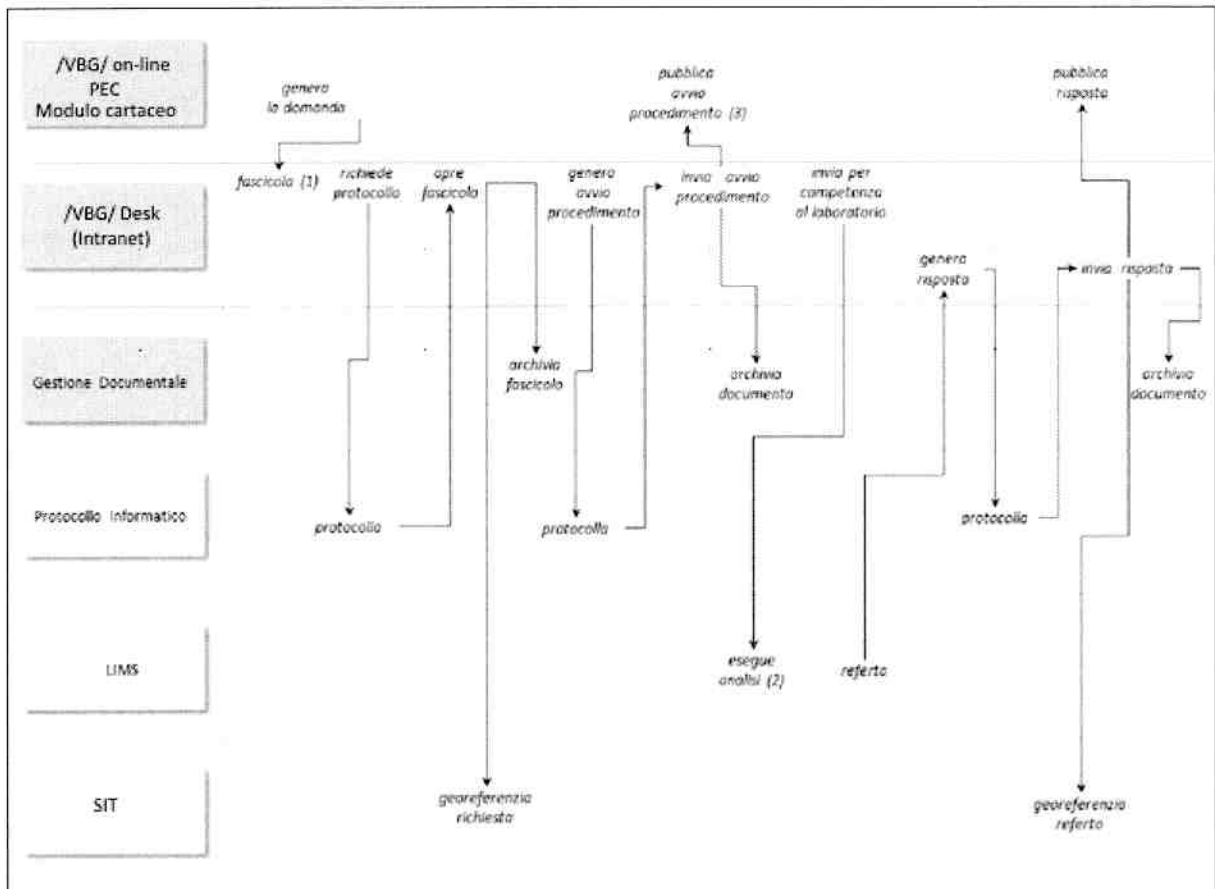 /VBG/ on-line
PEC
Modulo cartaceo
genera
la domanda
pubblica
avvio
procedimento (3)
pubblica
risposta
/VBG/ Desk
(Intranet)
fascicola (1)
richiede
protocollo
apre
fascicolo
genera
avvio
procedimento
invia avvio
procedimento
invia per
competenza
al laboratorio
genera
risposta
invia risposta
Gestione Documentale
archivia
fascicolo
archivia
documento
archivia
documento
Protocollo Informatico
protocolla
protocolla
protocolla
LIMS
esegue
analisi (2)
referto
SIT
georeferenzia
richiesta
georeferenzia
referto